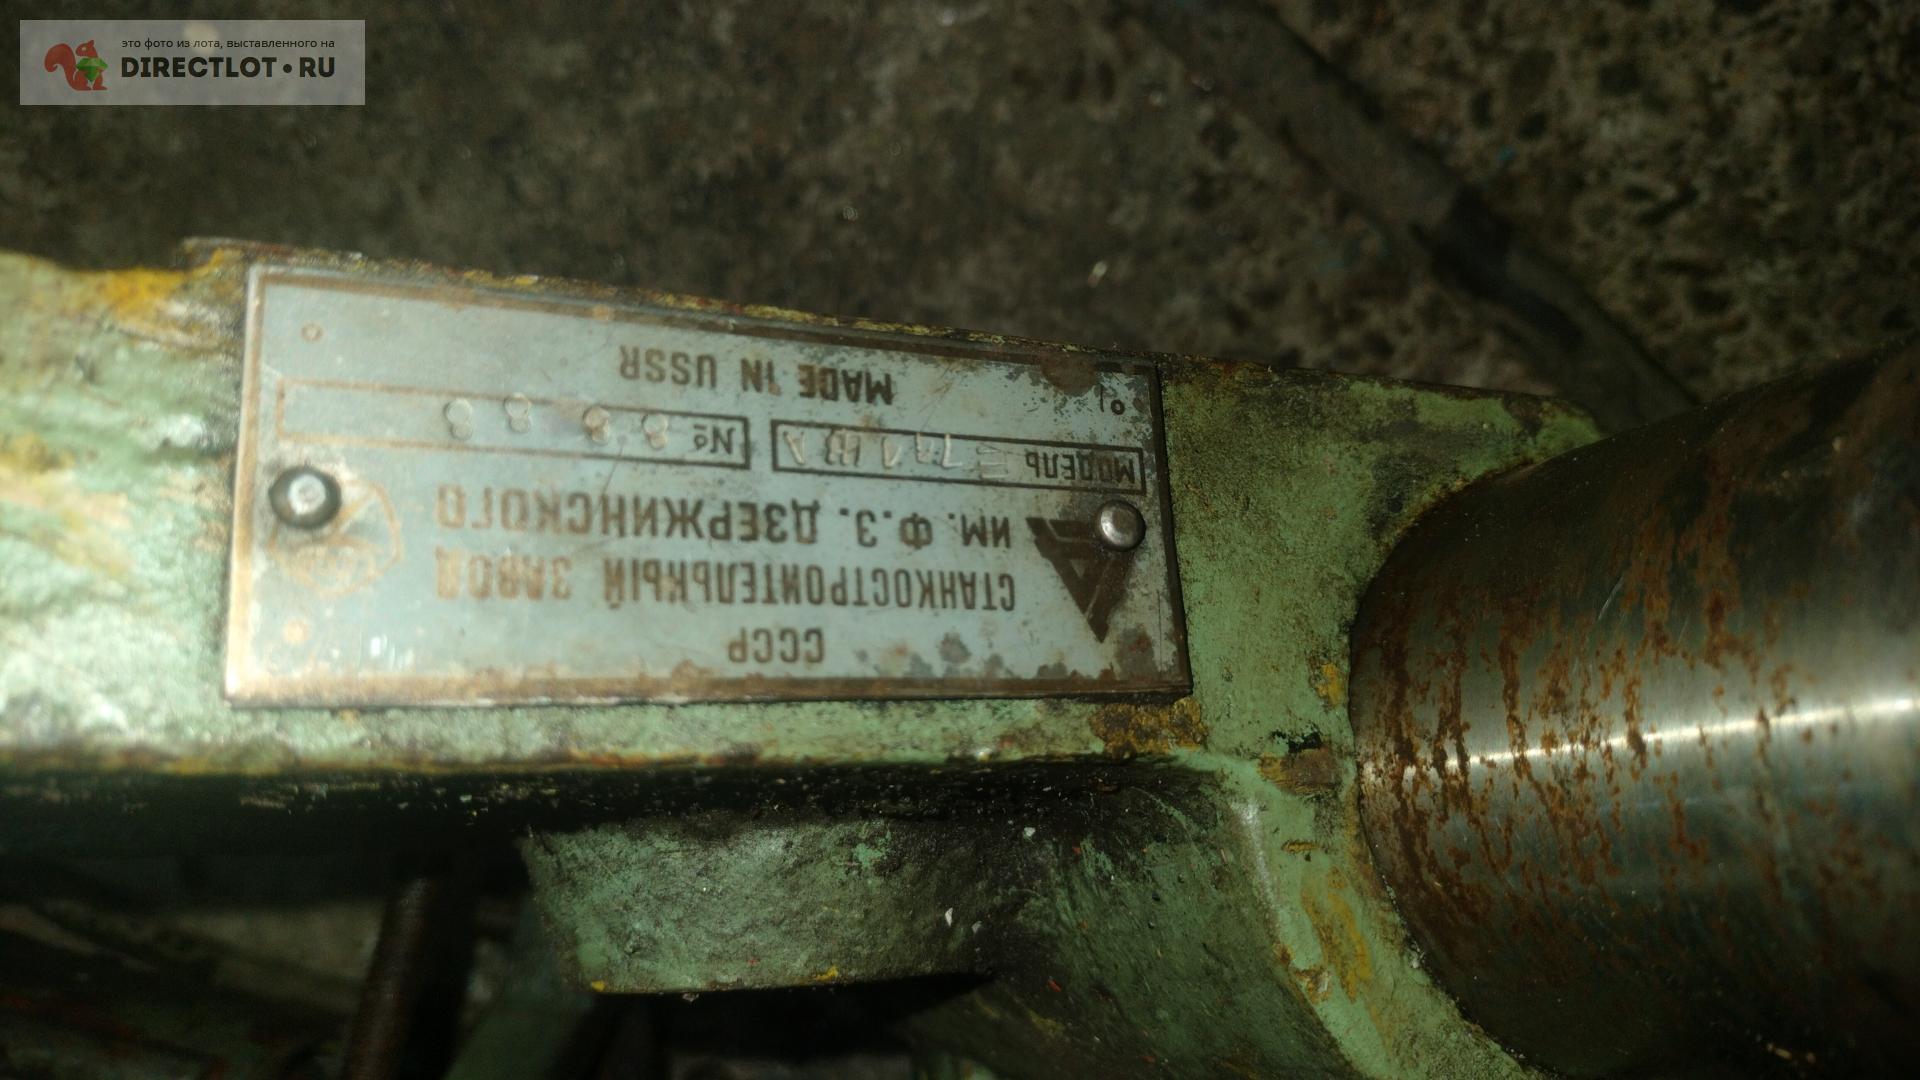 это фото из лота, выставленного на
DIRECTLOT•RU
СССР
СТАНКОСТРОИТЕЛЬНЫЙ ЗАВОД
ИМ. Ф.Э. ДЗЕРЖИНСКОГО
МОДЕЛЬ №
MADE IN USSR